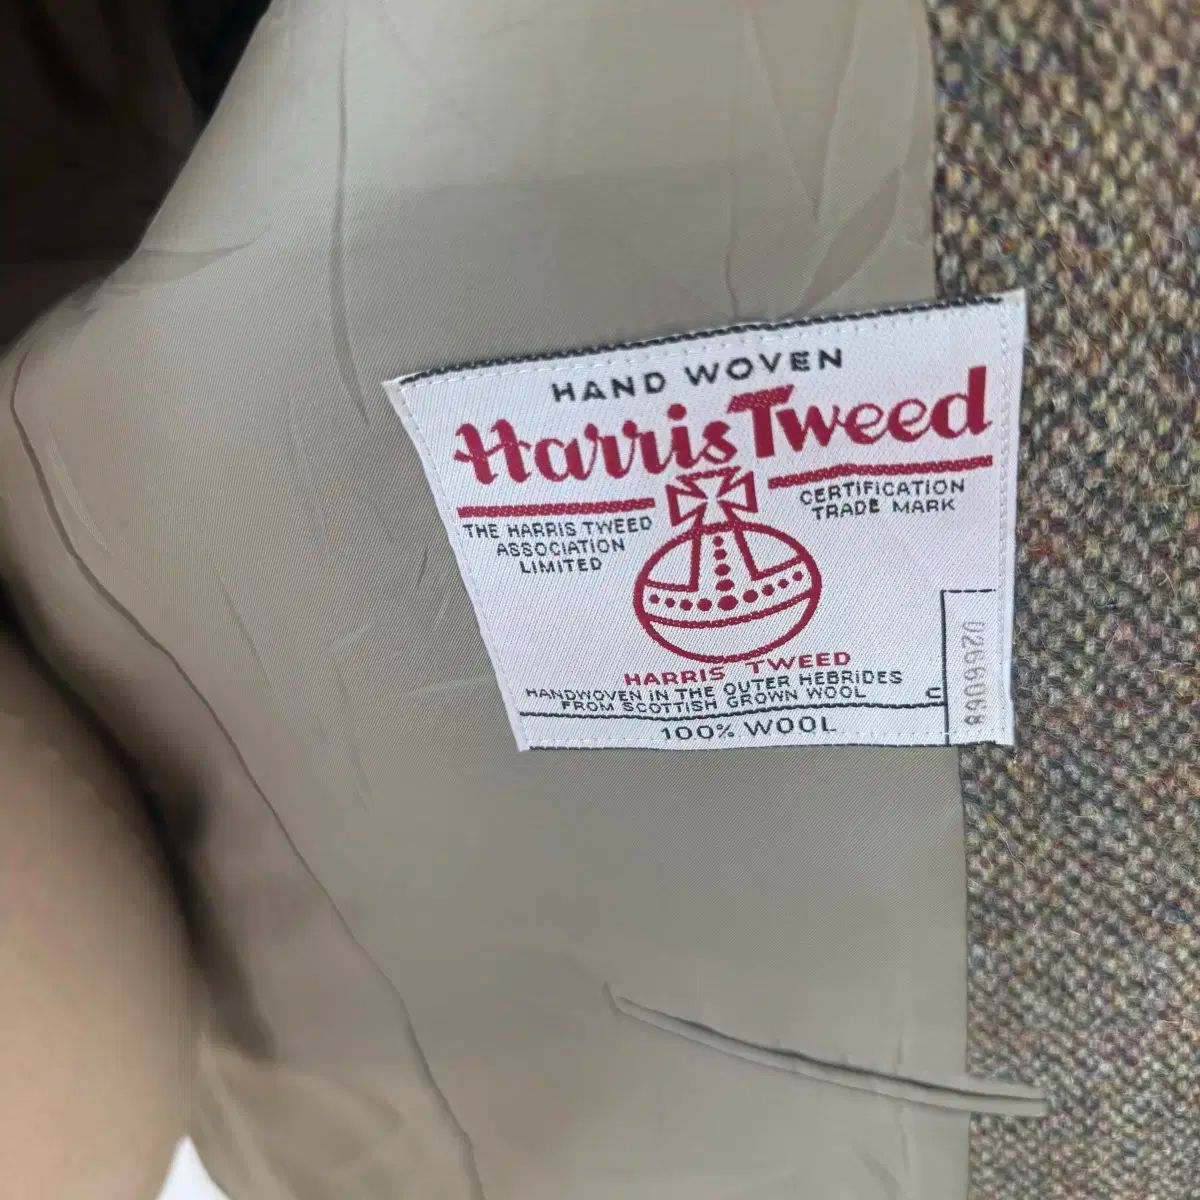 HAND WOVEN
Harris Tweed
THE HARRIS TWEED
ASSOCIATION
LIMITED
CERTIFICATION
TRADE MARK
HARRIS TWEED
HANDWOVEN IN THE OUTER HEBRIDES
FROM SCOTTISH GROWN WOOL
100% WOOL